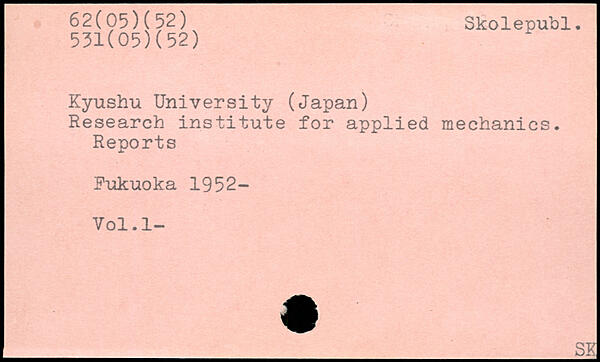 62(05)(52)
Skolepubl.
531(05)(52)
Kyushu University (Japan)
Research institute for applied mechanics.
Reports
Fukuoka 1952-
Vol.1-
SK